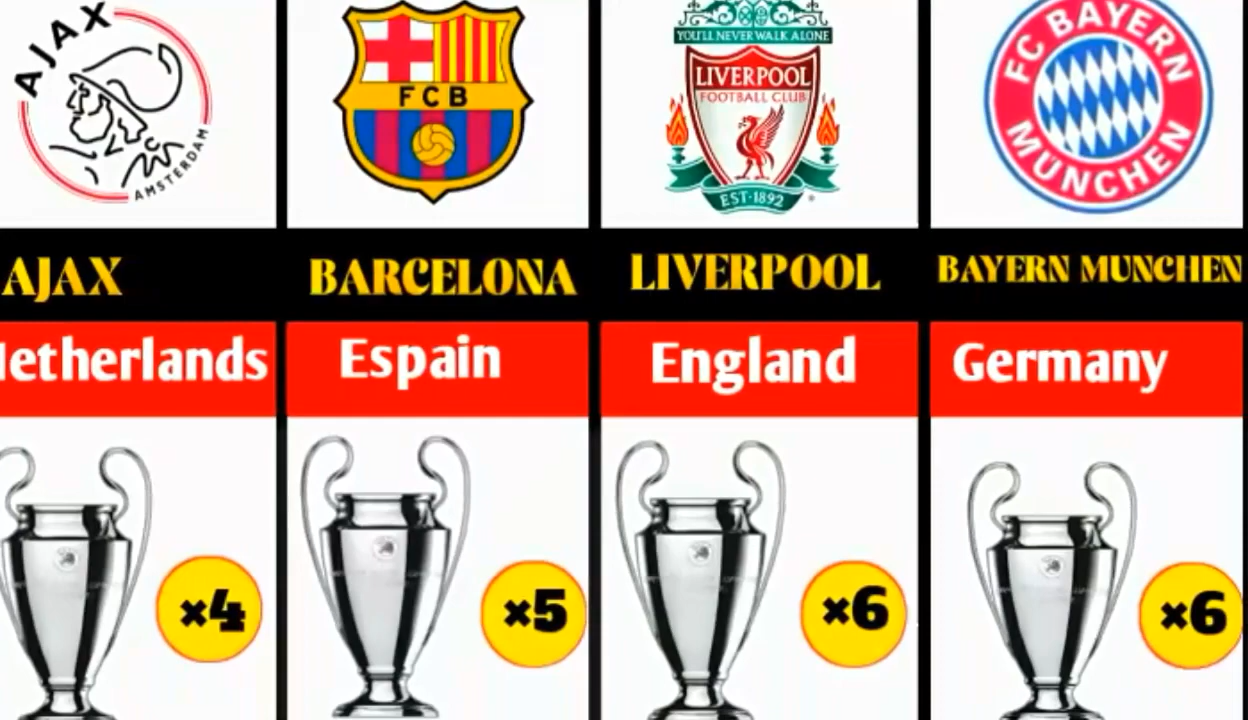 AJAX
AMSTERDAM
FCB
YOU'LL NEVER WALK ALONE
LIVERPOOL
FOOTBALL CLUB
EST·1892
FC BAYERN
MÜNCHEN
AJAX
BARCELONA
LIVERPOOL
BAYERN MUNCHEN
Netherlands
Espain
England
Germany
×4
×5
×6
×6